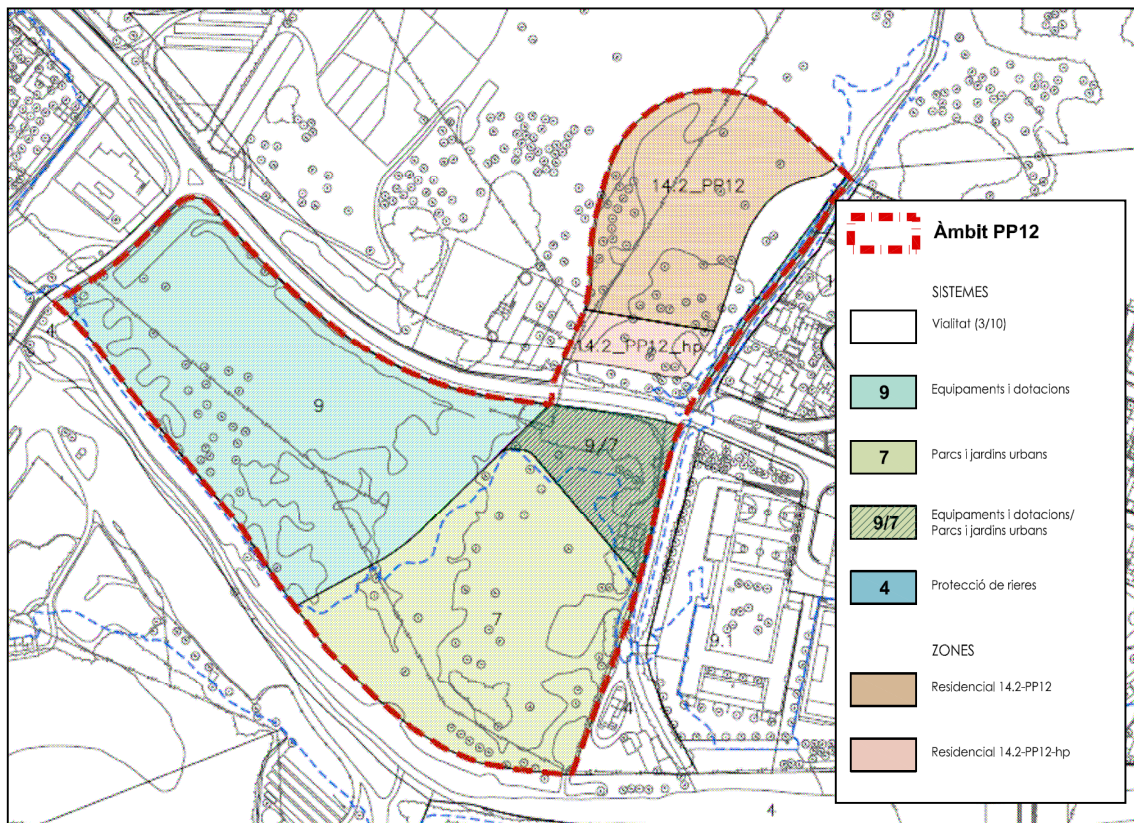 14.2_PP12
14.2_PP12_hp
9
9/7
7
4
9.1
4
4
Àmbit PP12
SISTEMES
Vialitat (3/10)
9 Equipaments i dotacions
7 Parcs i jardins urbans
9/7 Equipaments i dotacions/
Parcs i jardins urbans
4 Protecció de rieres
ZONES
Residencial 14.2-PP12
Residencial 14.2-PP12-hp